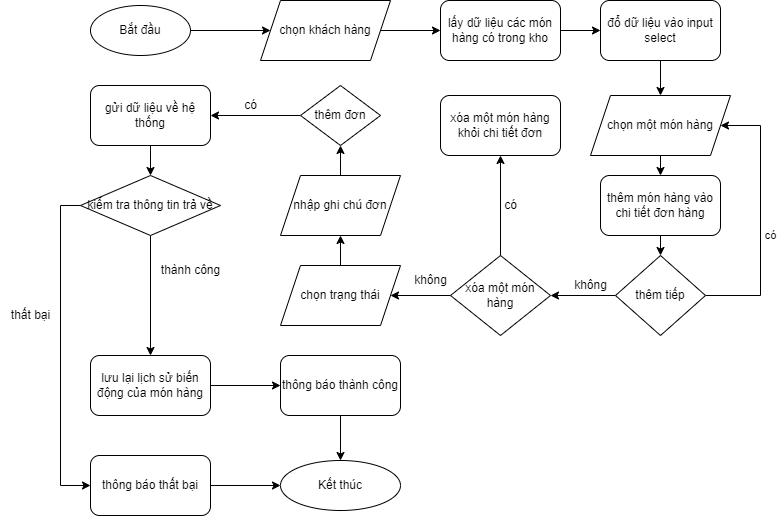 Bắt đầu
chọn khách hàng
lấy dữ liệu các món
hàng có trong kho
đổ dữ liệu vào input
select
gửi dữ liệu về hệ
thống
có
thêm đơn
xóa một món hàng
khỏi chi tiết đơn
chọn một món hàng
kiểm tra thông tin trả về
nhập ghi chú đơn
có
thêm món hàng vào
chi tiết đơn hàng
có
thành công
không
không
chọn trạng thái
xóa một món
hàng
thêm tiếp
thất bại
lưu lại lịch sử biến
động của món hàng
thông báo thành công
thông báo thất bại
Kết thúc